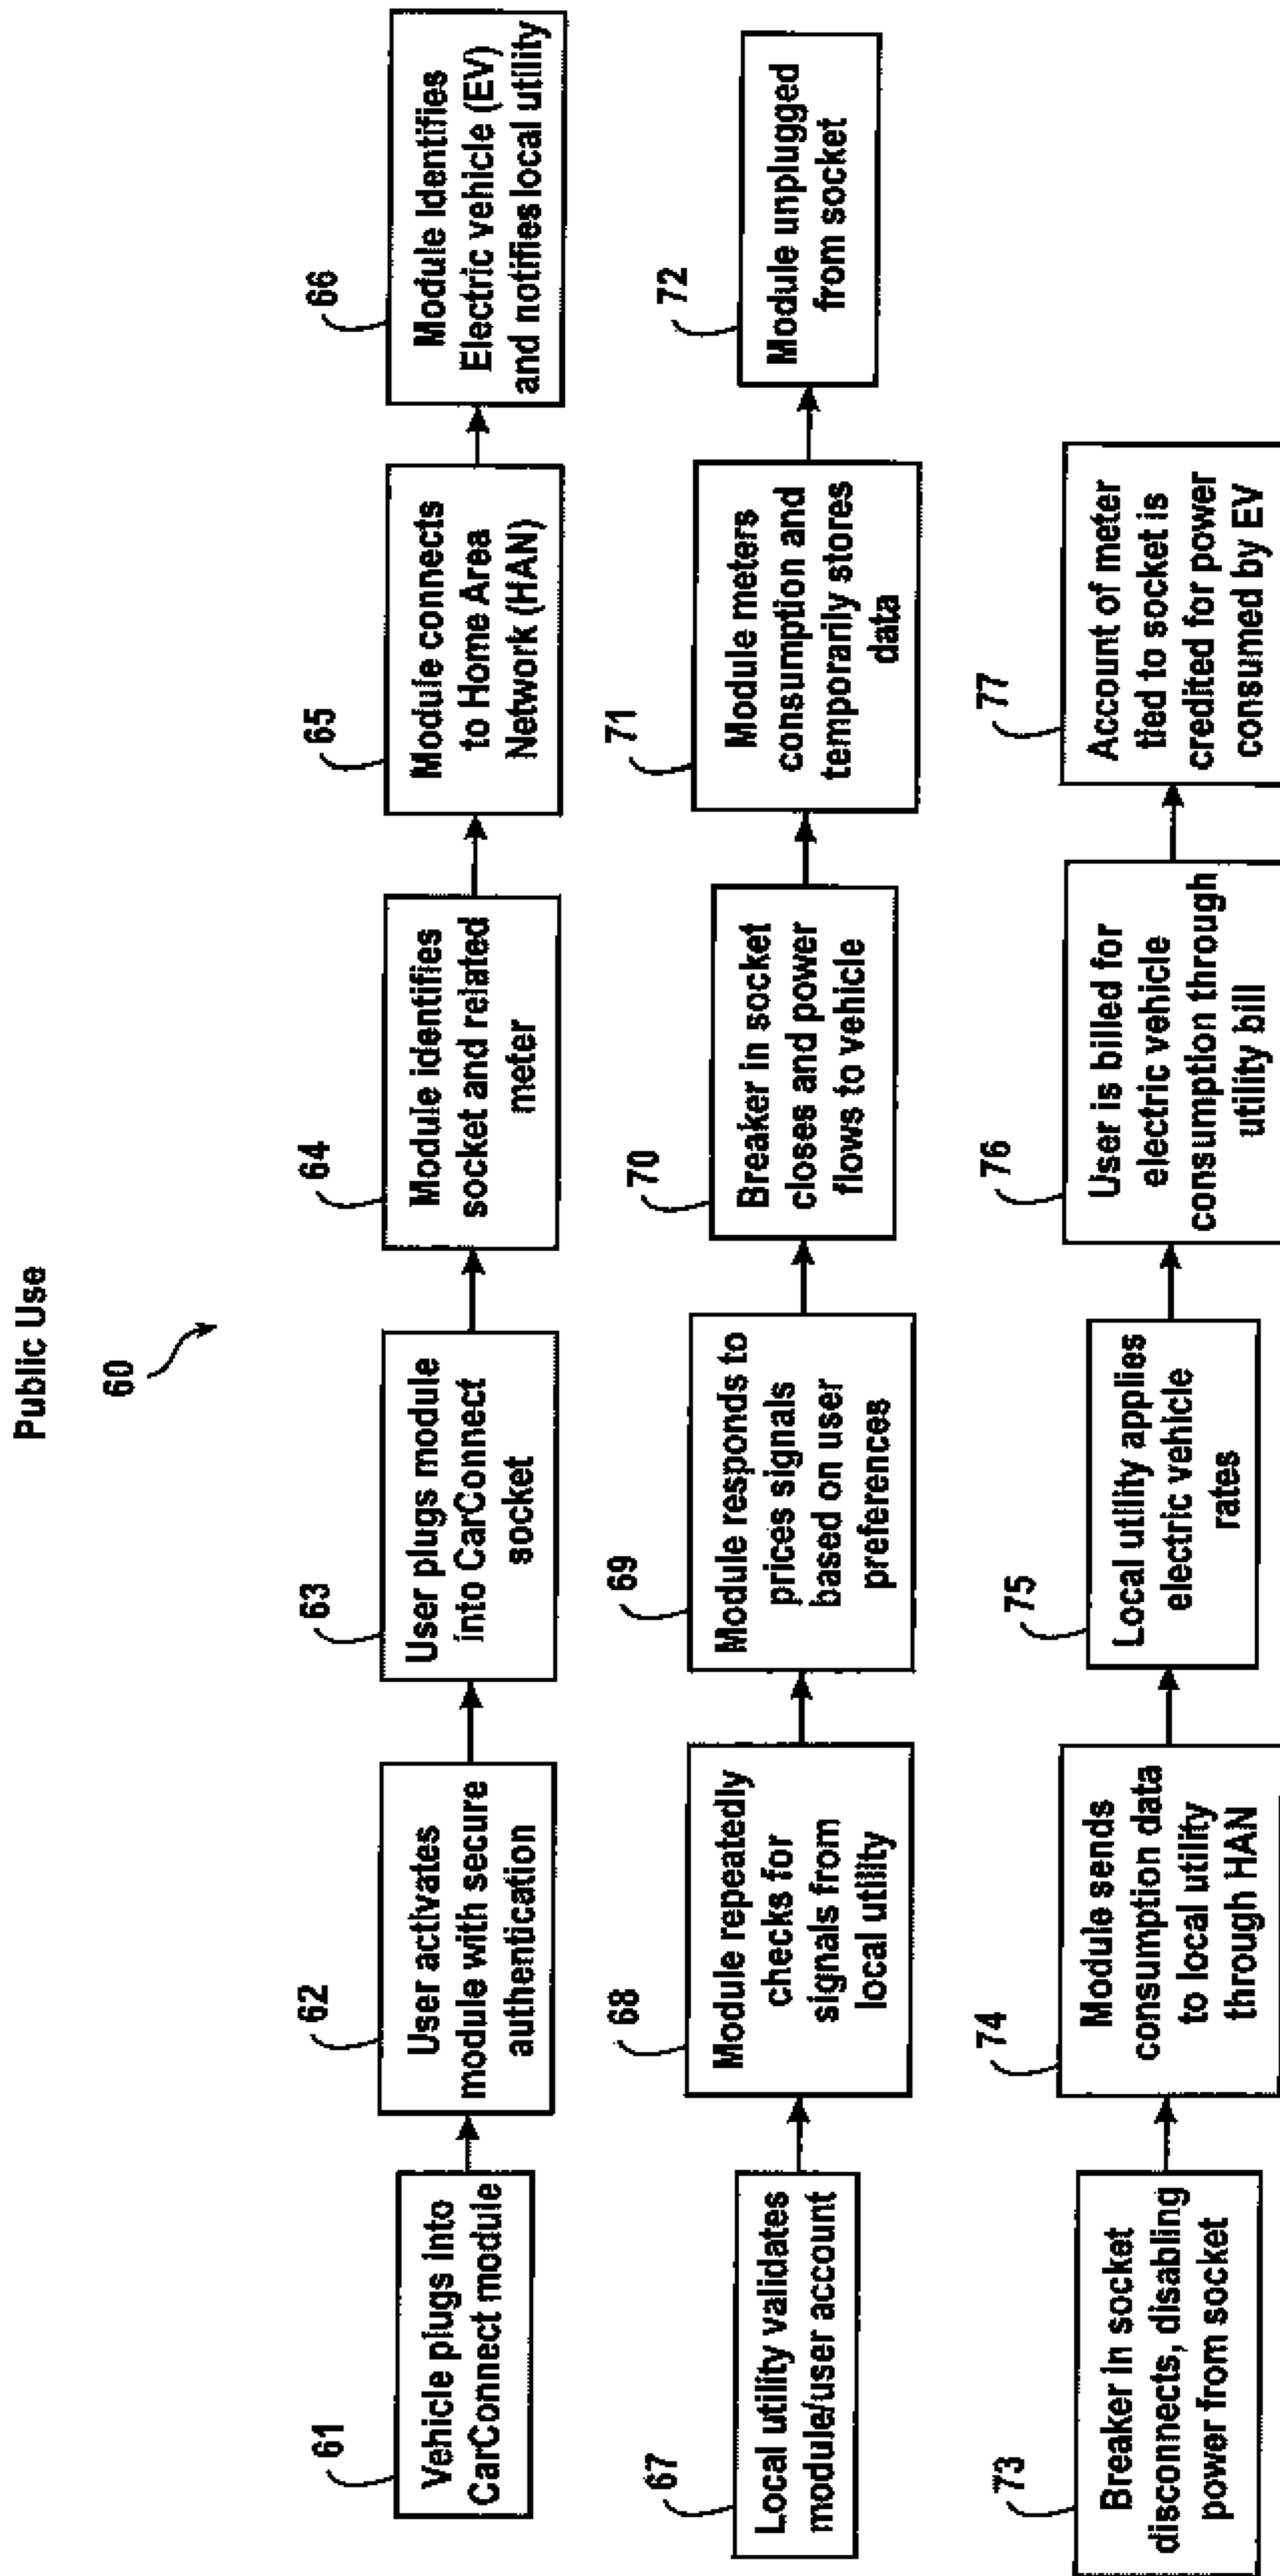 Public Use
60
61
Vehicle plugs into
CarConnect module
62
User activates
module with secure
authentication
63
User plugs module
into CarConnect
socket
64
Module identifies
socket and related
meter
65
Module connects
to Home Area
Network (HAN)
66
Module Identifies
Electric vehicle (EV)
and notifies local utility
67
Local utility validates
module/user account
68
Module repeatedly
checks for
signals from
local utility
69
Module responds to
prices signals
based on user
preferences
70
Breaker in socket
closes and power
flows to vehicle
71
Module meters
consumption and
temporarily stores
data
72
Module unplugged
from socket
73
Breaker in socket
disconnects, disabling
power from socket
74
Module sends
consumption data
to local utility
through HAN
75
Local utility applies
electric vehicle
rates
76
User is billed for
electric vehicle
consumption through
utility bill
77
Account of meter
tied to socket is
credited for power
consumed by EV